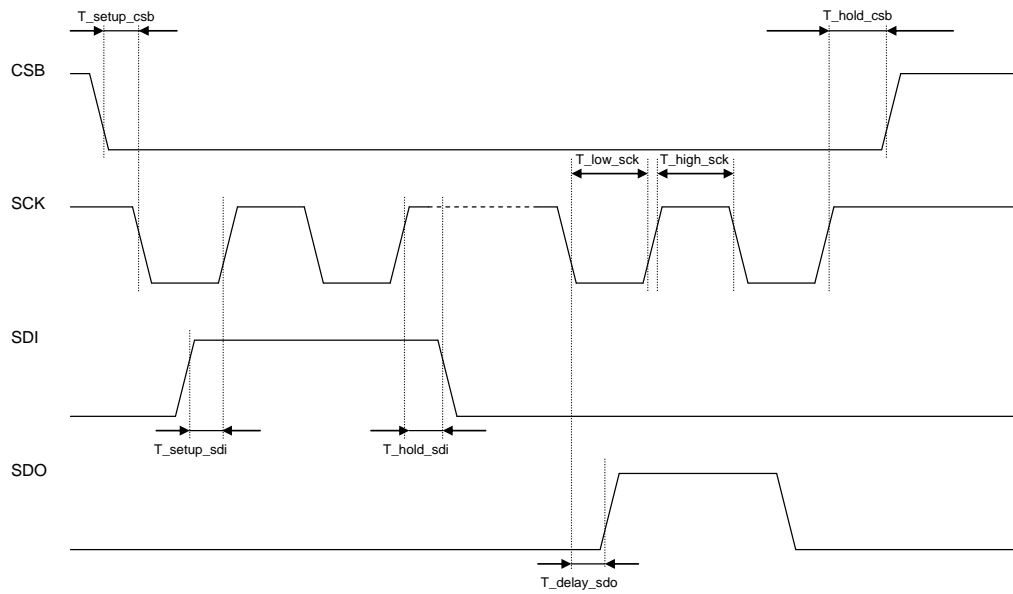 T_setup_csb
T_hold_csb
CSB
T_low_sck
T_high_sck
SCK
SDI
T_setup_sdi
T_hold_sdi
SDO
T_delay_sdo